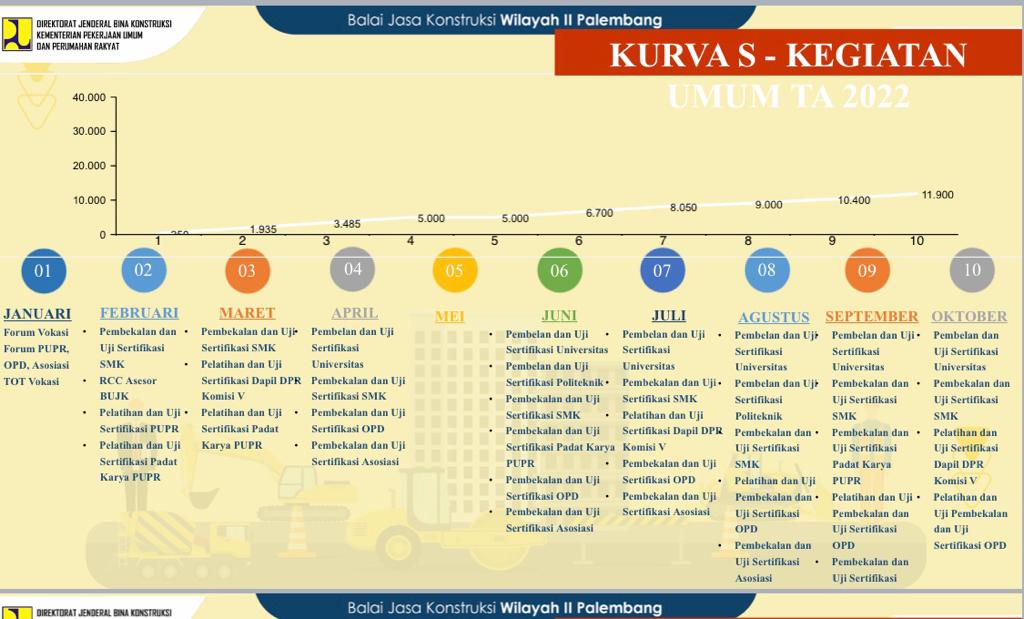 DIREKTORAT JENDERAL BINA KONSTRUKSI
KEMENTERIAN PEKERJAAN UMUM
DAN PERUMAHAN RAKYAT
Balai Jasa Konstruksi Wilayah II Palembang
KURVA S - KEGIATAN
UMUM TA 2022
40.000
30.000
20.000
10.000
0
350
1.935
3.485
5.000
5.000
6.700
8.050
9.000
10.400
11.900
1 2 3 4 5 6 7 8 9 10
01 02 03 04 05 06 07 08 09 10
JANUARI
Forum Vokasi
Forum PUPR,
OPD, Asosiasi
TOT Vokasi
FEBRUARI
• Pembekalan dan
Uji Sertifikasi
SMK
• RCC Asesor
BUJK
• Pelatihan dan Uji
Sertifikasi PUPR
• Pelatihan dan Uji
Sertifikasi Padat
Karya PUPR
MARET
• Pembekalan dan Uji
Sertifikasi SMK
• Pelatihan dan Uji
Sertifikasi Dapil DPR
Komisi V
• Pelatihan dan Uji
Sertifikasi Padat
Karya PUPR
APRIL
• Pembelan dan Uji
Sertifikasi
Universitas
• Pembekalan dan Uji
Sertifikasi SMK
• Pembekalan dan Uji
Sertifikasi OPD
• Pembekalan dan Uji
Sertifikasi Asosiasi
MEI
JUNI
• Pembelan dan Uji
Sertifikasi Universitas
• Pembelan dan Uji
Sertifikasi Politeknik
• Pembekalan dan Uji
Sertifikasi SMK
• Pembekalan dan Uji
Sertifikasi Padat Karya
PUPR
• Pembekalan dan Uji
Sertifikasi OPD
• Pembekalan dan Uji
Sertifikasi Asosiasi
JULI
• Pembelan dan Uji
Sertifikasi
Universitas
• Pembekalan dan Uji
Sertifikasi SMK
• Pelatihan dan Uji
Sertifikasi Dapil DPR
Komisi V
• Pembekalan dan Uji
Sertifikasi OPD
• Pembekalan dan Uji
Sertifikasi Asosiasi
AGUSTUS
• Pembelan dan Uji
Sertifikasi
Universitas
• Pembelan dan Uji
Sertifikasi
Politeknik
• Pembekalan dan
Uji Sertifikasi
SMK
• Pelatihan dan Uji
Pembekalan dan
Uji Sertifikasi
OPD
• Pembekalan dan
Uji Sertifikasi
Asosiasi
SEPTEMBER
• Pembelan dan Uji
Sertifikasi
Universitas
• Pembekalan dan
Uji Sertifikasi
SMK
• Pembekalan dan
Uji Sertifikasi
Padat Karya
PUPR
• Pelatihan dan Uji
Pembekalan dan
Uji Sertifikasi
OPD
• Pembekalan dan
Uji Sertifikasi
OKTOBER
• Pembelan dan
Uji Sertifikasi
Universitas
• Pembekalan dan
Uji Sertifikasi
SMK
• Pelatihan dan
Uji Sertifikasi
Dapil DPR
Komisi V
• Pelatihan dan
Uji Pembekalan
dan Uji
Sertifikasi OPD
DIREKTORAT JENDERAL BINA KONSTRUKSI
Balai Jasa Konstruksi Wilayah II Palembang